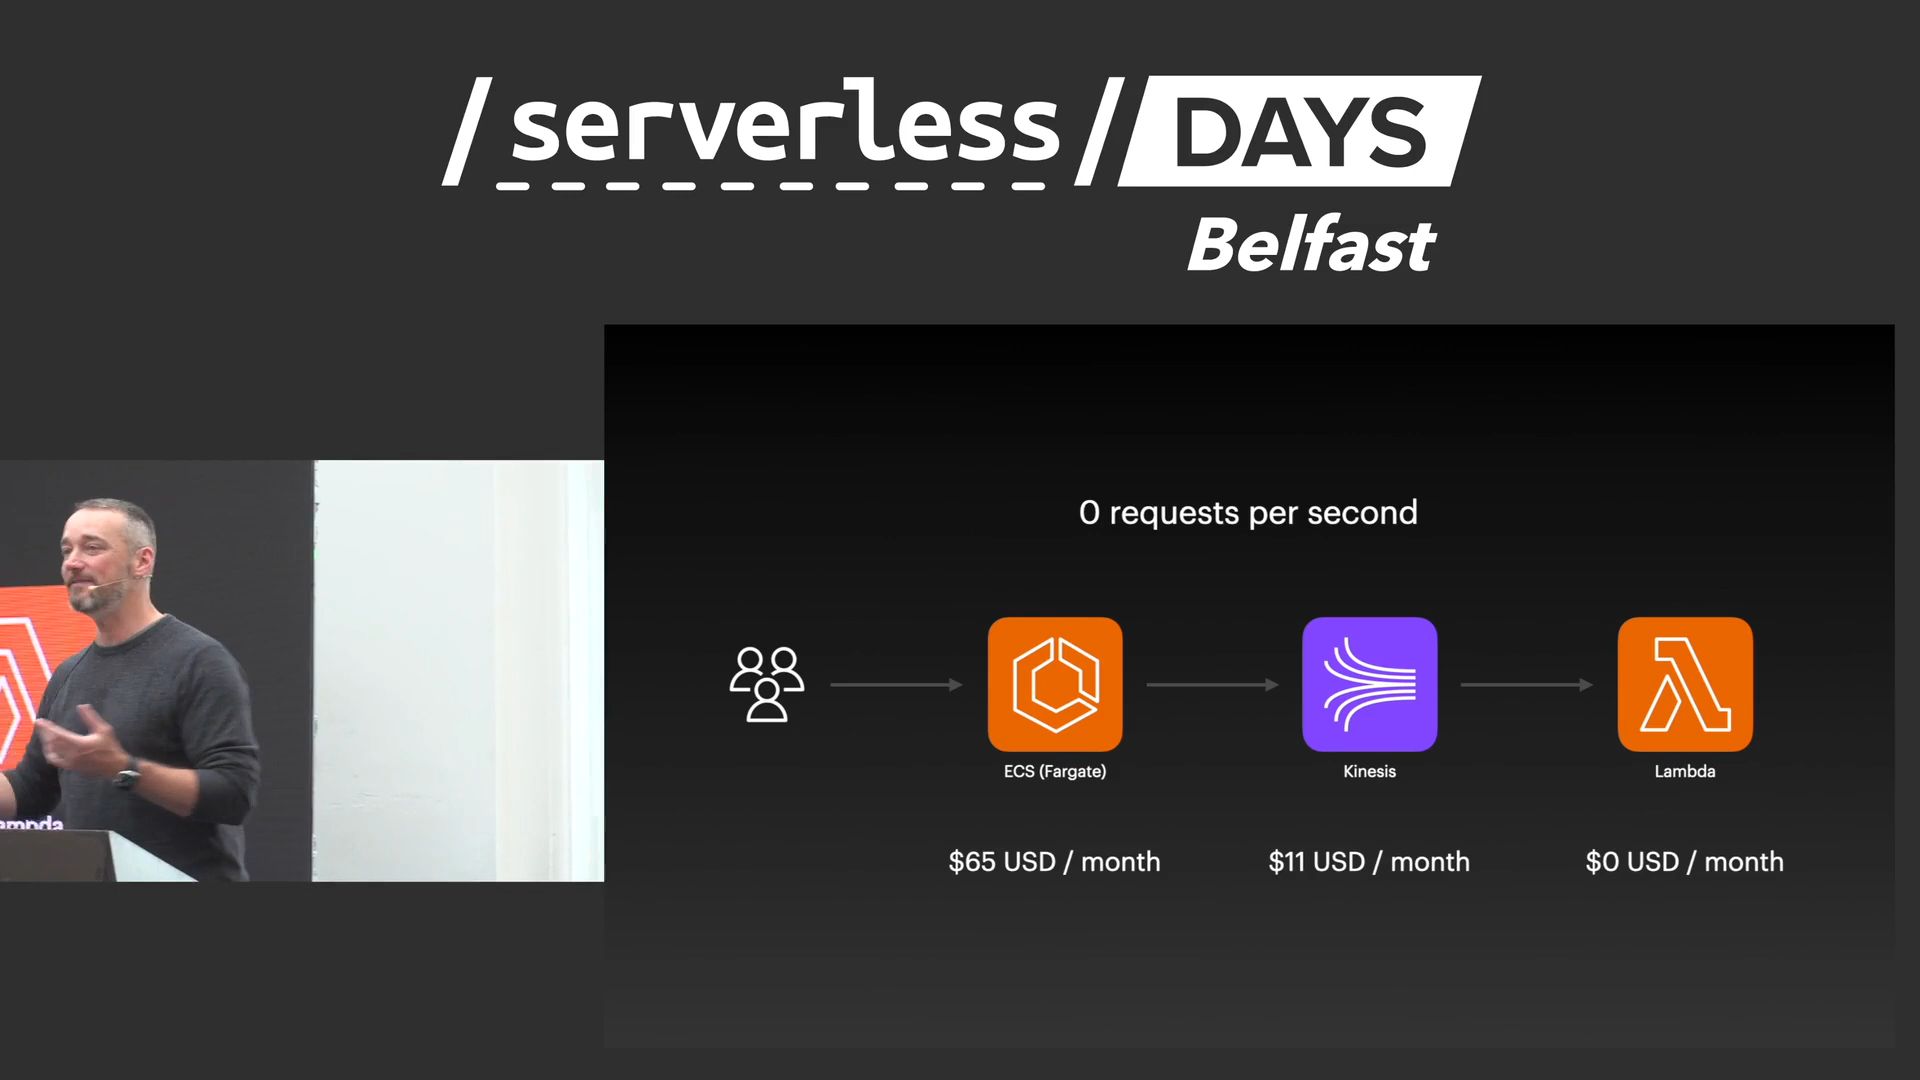 /serverless/DAYS
Belfast
0 requests per second
ECS (Fargate)
Kinesis
Lambda
$65 USD / month
$11 USD / month
$0 USD / month